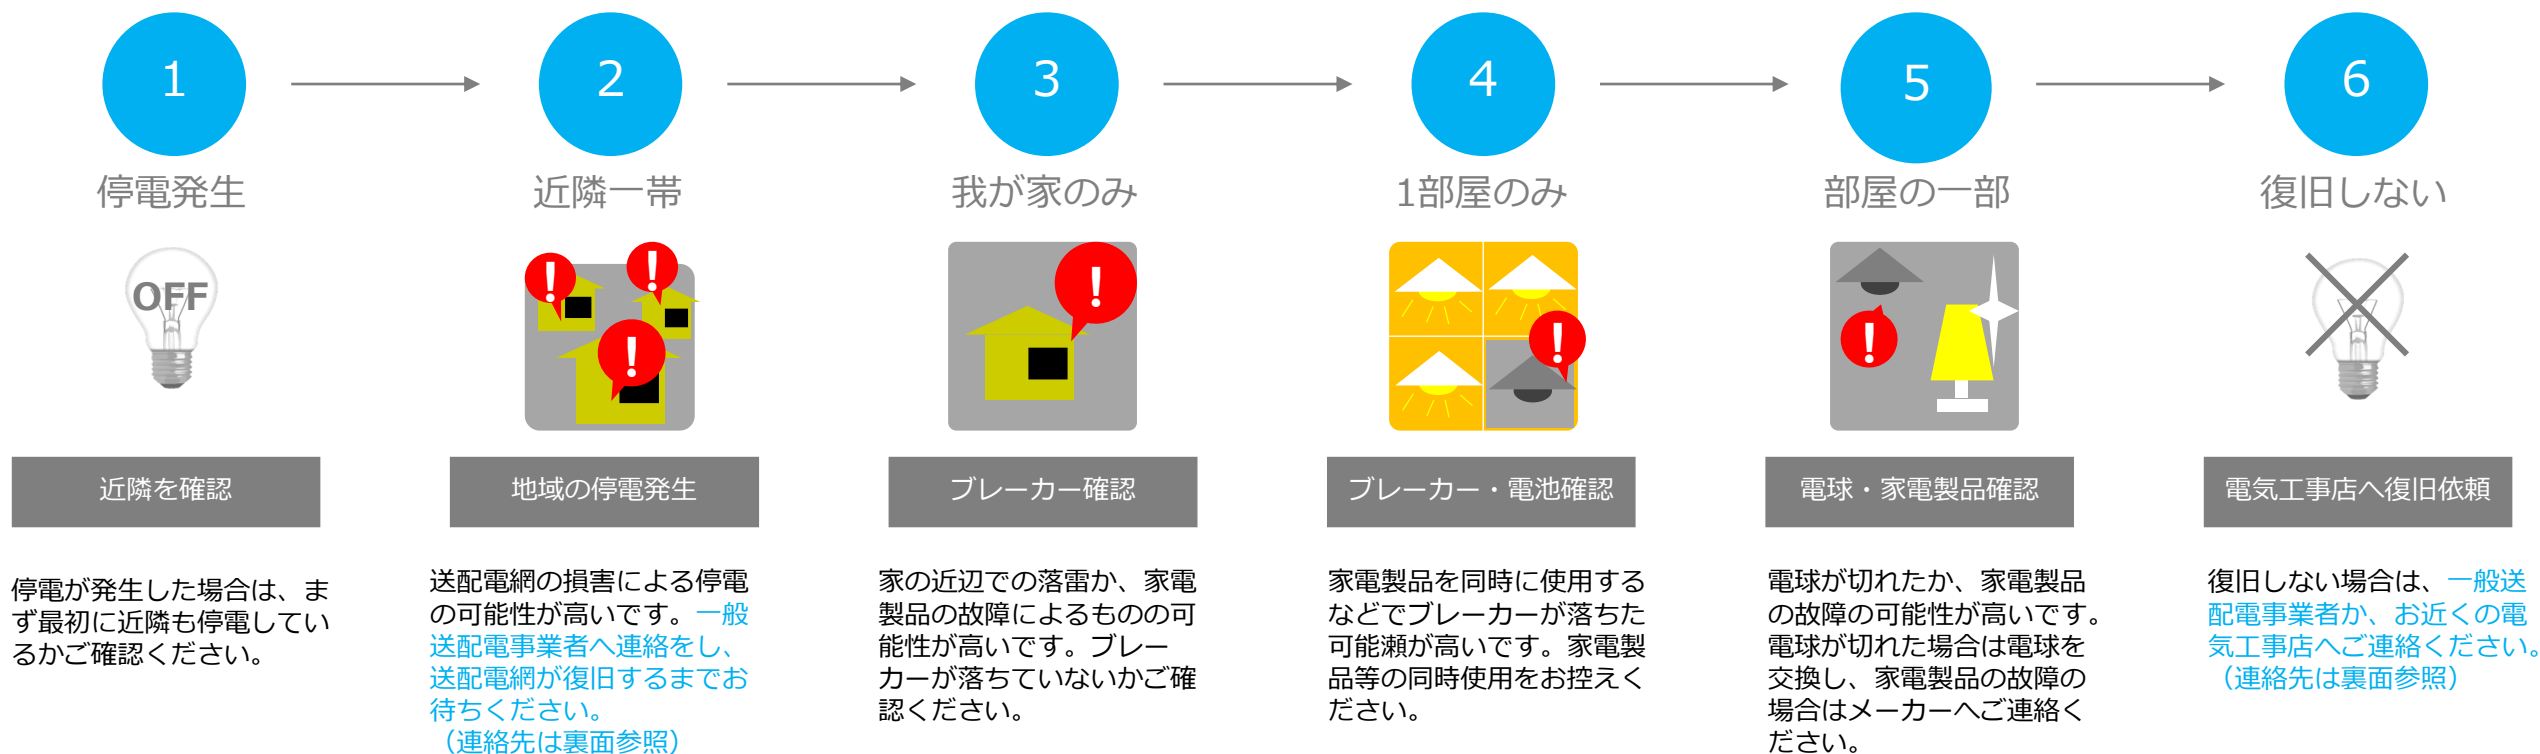 1
停電発生
OFF
近隣を確認
停電が発生した場合は、ま
ず最初に近隣も停電してい
るかご確認ください。
2
近隣一帯
!
!
!
地域の停電発生
送配電網の損害による停電
の可能性が高いです。一般
送配電事業者へ連絡をし、
送配電網が復旧するまでお
待ちください。
（連絡先は裏面参照）
3
我が家のみ
!
ブレーカー確認
家の近辺での落雷か、家電
製品の故障によるものの可
能性が高いです。ブレー
カーが落ちていないかご確
認ください。
4
1部屋のみ
!
ブレーカー・電池確認
家電製品を同時に使用する
などでブレーカーが落ちた
可能瀬が高いです。家電製
品等の同時使用をお控えく
ださい。
5
部屋の一部
!
電球・家電製品確認
電球が切れたか、家電製品
の故障の可能性が高いです。
電球が切れた場合は電球を
交換し、家電製品の故障の
場合はメーカーへご連絡く
ださい。
6
復旧しない
電気工事店へ復旧依頼
復旧しない場合は、一般送
配電事業者か、お近くの電
気工事店へご連絡ください。
（連絡先は裏面参照）